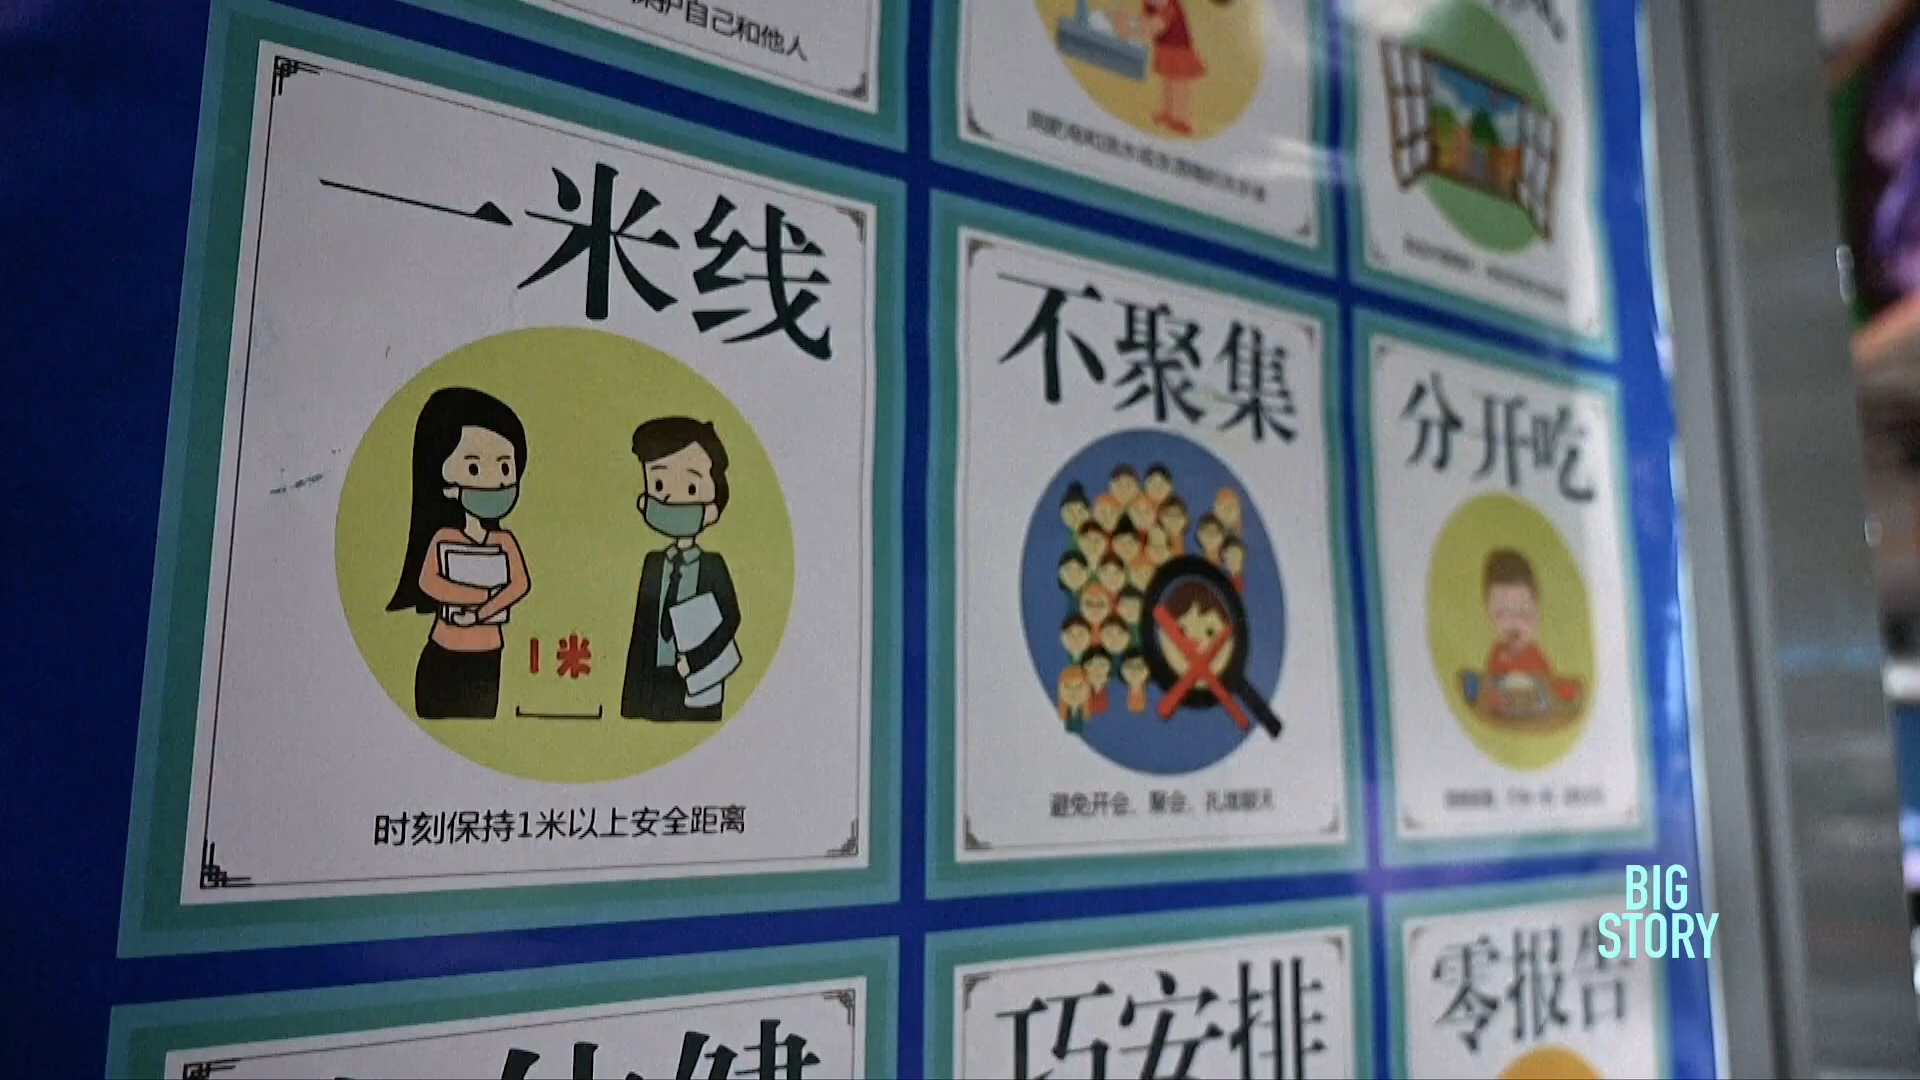 保护自己和他人
一米线
1米
时刻保持1米以上安全距离
不聚集
避免开会、聚会、扎堆聊天
分开吃
巧安排
零报告
BIG
STORY